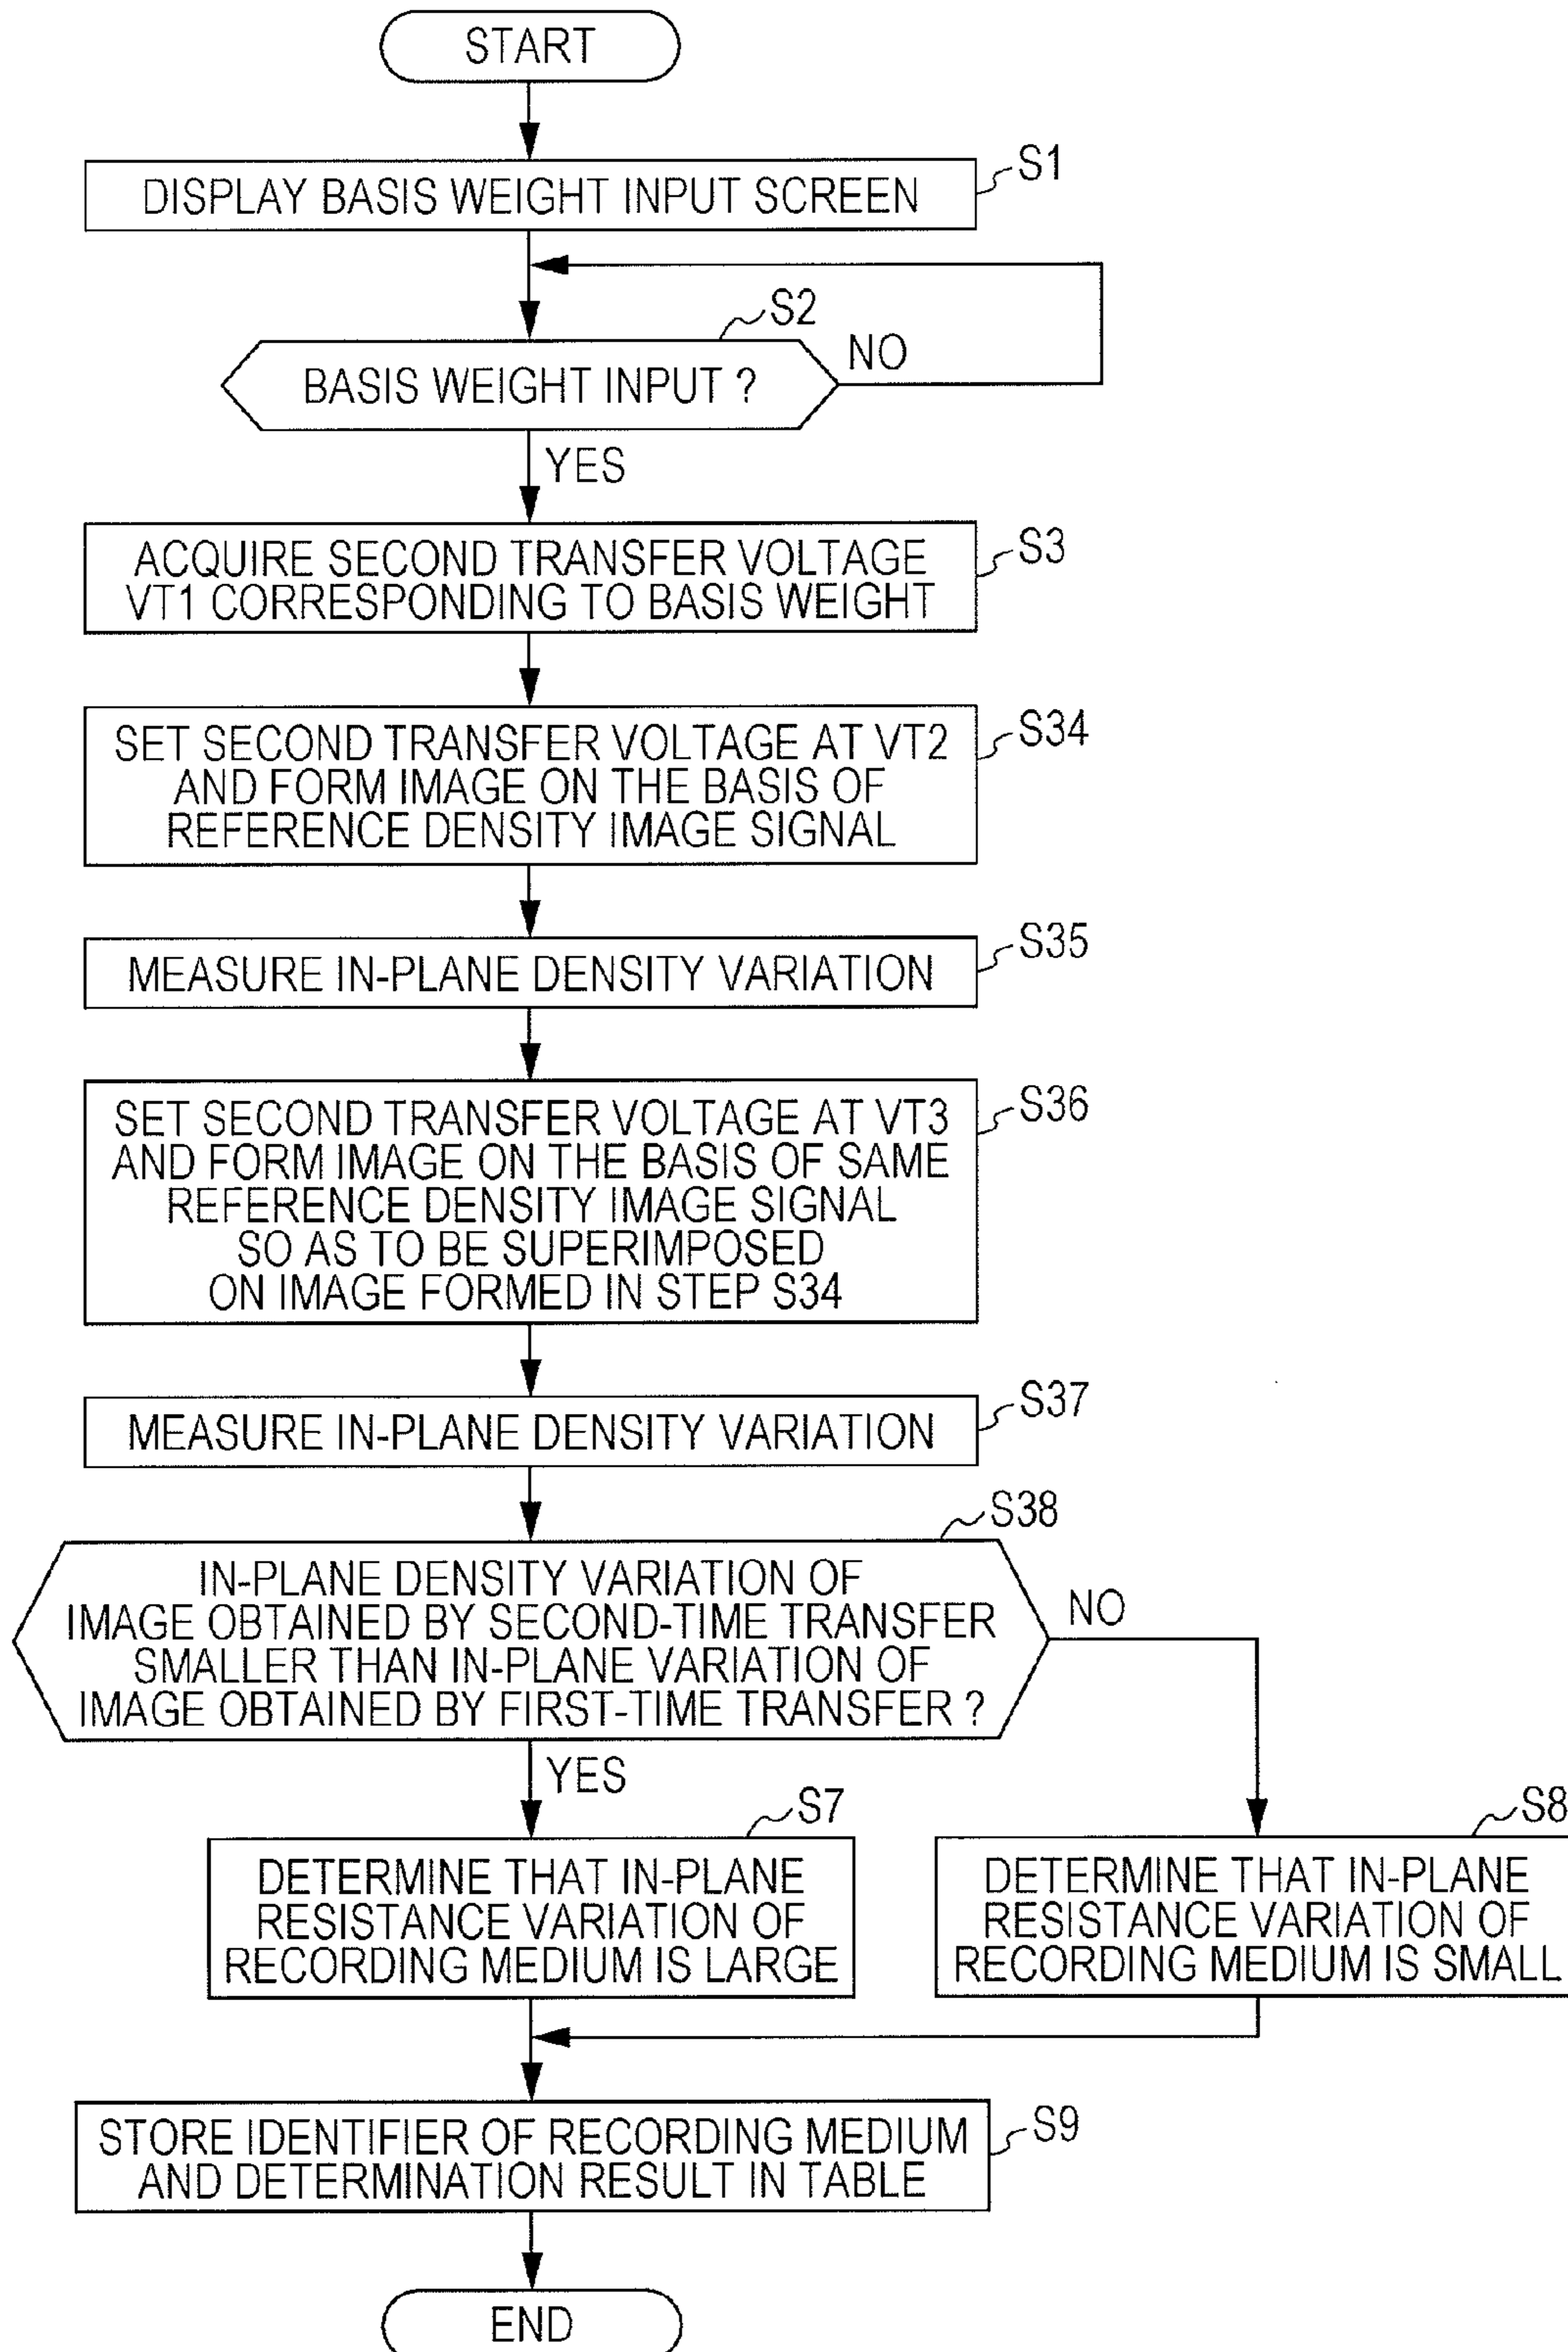 START
S1
DISPLAY BASIS WEIGHT INPUT SCREEN
S2
BASIS WEIGHT INPUT ?
NO
YES
S3
ACQUIRE SECOND TRANSFER VOLTAGE
VT1 CORRESPONDING TO BASIS WEIGHT
S34
SET SECOND TRANSFER VOLTAGE AT VT2
AND FORM IMAGE ON THE BASIS OF
REFERENCE DENSITY IMAGE SIGNAL
S35
MEASURE IN-PLANE DENSITY VARIATION
S36
SET SECOND TRANSFER VOLTAGE AT VT3
AND FORM IMAGE ON THE BASIS OF SAME
REFERENCE DENSITY IMAGE SIGNAL
SO AS TO BE SUPERIMPOSED
ON IMAGE FORMED IN STEP S34
S37
MEASURE IN-PLANE DENSITY VARIATION
S38
IN-PLANE DENSITY VARIATION OF
IMAGE OBTAINED BY SECOND-TIME TRANSFER
SMALLER THAN IN-PLANE VARIATION OF
IMAGE OBTAINED BY FIRST-TIME TRANSFER ?
NO
YES
S7
DETERMINE THAT IN-PLANE
RESISTANCE VARIATION OF
RECORDING MEDIUM IS LARGE
S8
DETERMINE THAT IN-PLANE
RESISTANCE VARIATION OF
RECORDING MEDIUM IS SMALL
S9
STORE IDENTIFIER OF RECORDING MEDIUM
AND DETERMINATION RESULT IN TABLE
END